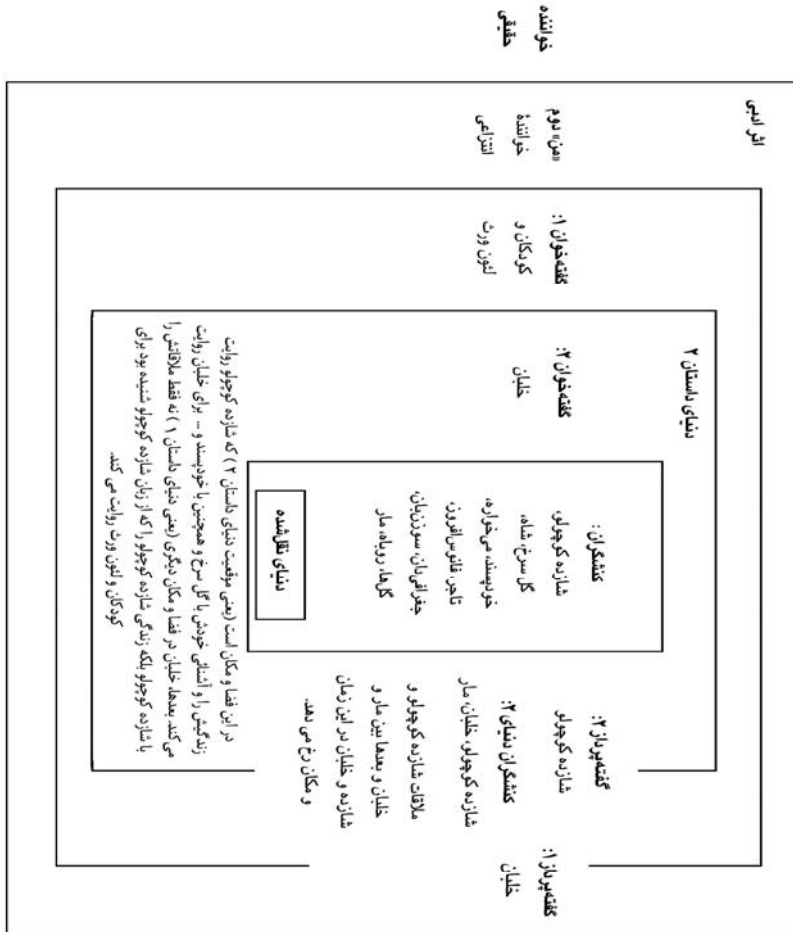 اثر ادبی
دنیای داستان ۲
گفته‌پرداز ۱:
خلبان
گفته‌پرداز ۲:
شازده کوچولو
کنشگران دنیای ۲:
شازده کوچولو، خلبان، مار
ملاقات شازده کوچولو و
خلبان و بعدها بین مار و
شازده و خلبان در این زمان
و مکان رخ می دهد.
کنشگران:
شازده کوچولو،
گل سرخ، شاه،
خودپسند، می‌خواره،
تاجر، فانوس‌افروز،
جغرافی‌دان، سوزن‌بان،
گل‌ها، روباه، مار
دنیای نقل‌شده
گفته‌خوان ۲:
خلبان
گفته‌خوان ۱:
کودکان و
لئون ورث
«من» دوم
خوانندهٔ
انتزاعی
خواننده
حقیقی
در این فضا و مکان است (یعنی موقعیت دنیای داستان ۲) که شازده کوچولو روایت
زندگیش را و آشنائی خودش با گل سرخ و همچنین با خودپسند و ... برای خلبان روایت
می‌کند. بعدها، خلبان در فضا و مکان دیگری (یعنی دنیای داستان ۱) نه فقط ملاقاتش را
با شازده کوچولو بلکه زندگی شازده کوچولو را که از زبان شازده کوچولو شنیده بود برای
کودکان و لئون ورث روایت می کند.